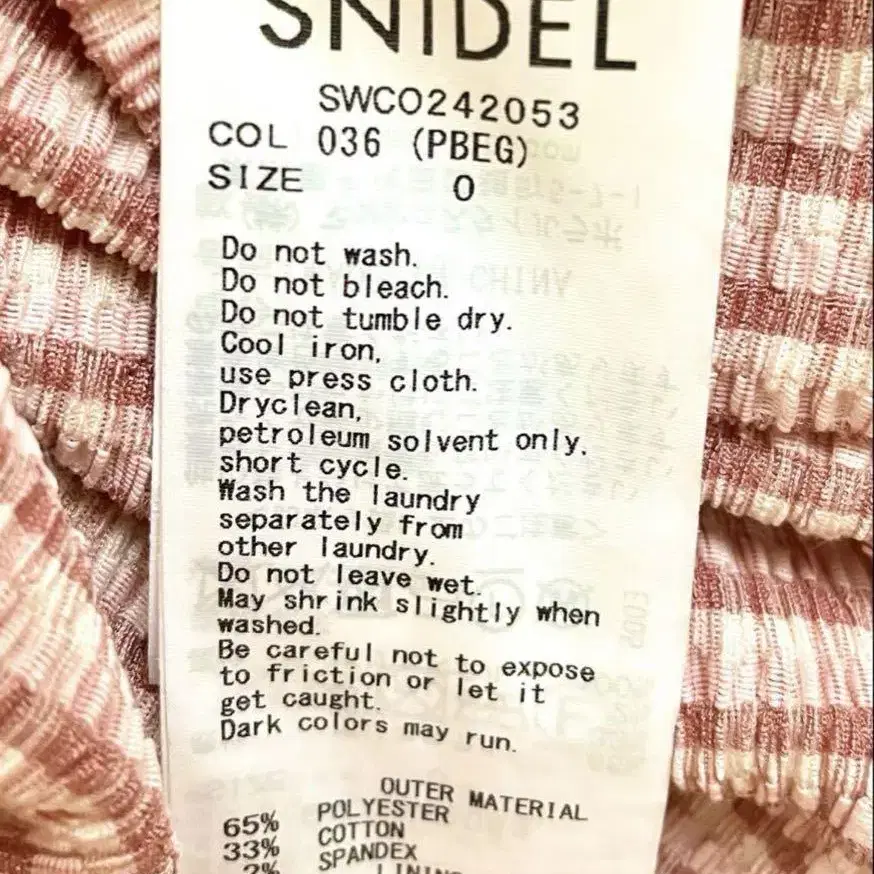 SNIDEL
SWCO242053
COL 036 (PBEG)
SIZE 0
Do not wash.
Do not bleach.
Do not tumble dry.
Cool iron,
use press cloth.
Dryclean,
petroleum solvent only.
short cycle.
Wash the laundry
separately from
other laundry.
Do not leave wet.
May shrink slightly when
washed.
Be careful not to expose
to friction or let it
get caught.
Dark colors may run.
OUTER MATERIAL
65% POLYESTER
33% COTTON
2% SPANDEX